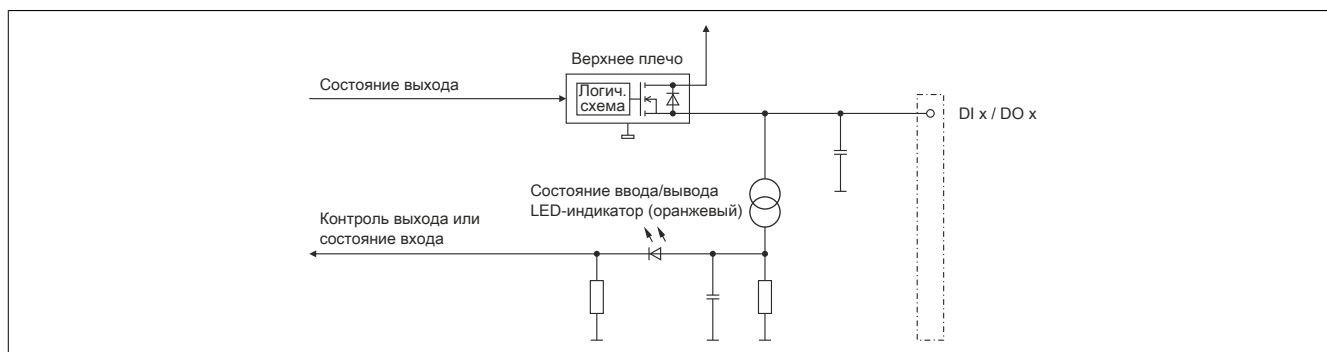 Верхнее плечо
Состояние выхода
Логич.
схема
DI x / DO x
Состояние ввода/вывода
LED-индикатор (оранжевый)
Контроль выхода или
состояние входа